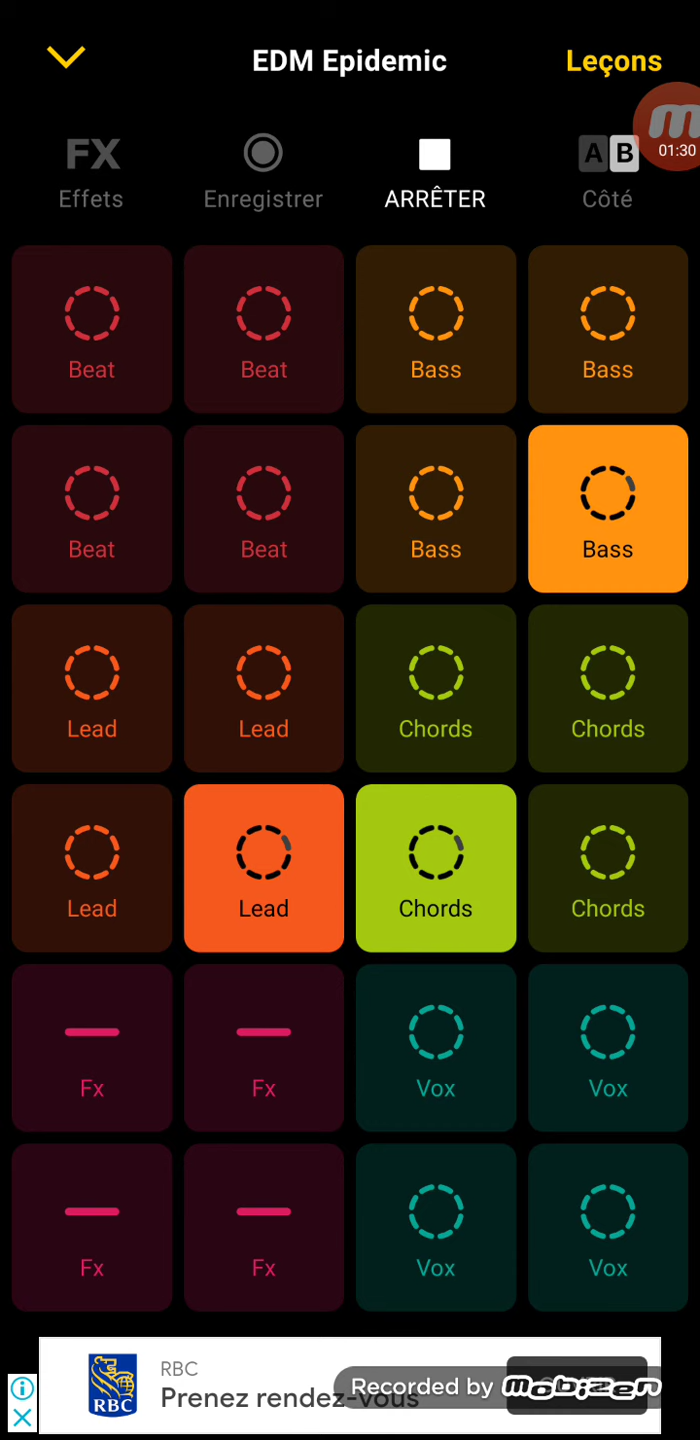 EDM Epidemic
Leçons
FX
A B
01:30
Effets
Enregistrer
ARRÊTER
Côté
Beat
Beat
Bass
Bass
Beat
Beat
Bass
Bass
Lead
Lead
Chords
Chords
Lead
Lead
Chords
Chords
Fx
Fx
Vox
Vox
Fx
Fx
Vox
Vox
RBC
RBC
Prenez rendez-vous
Recorded by mobizen